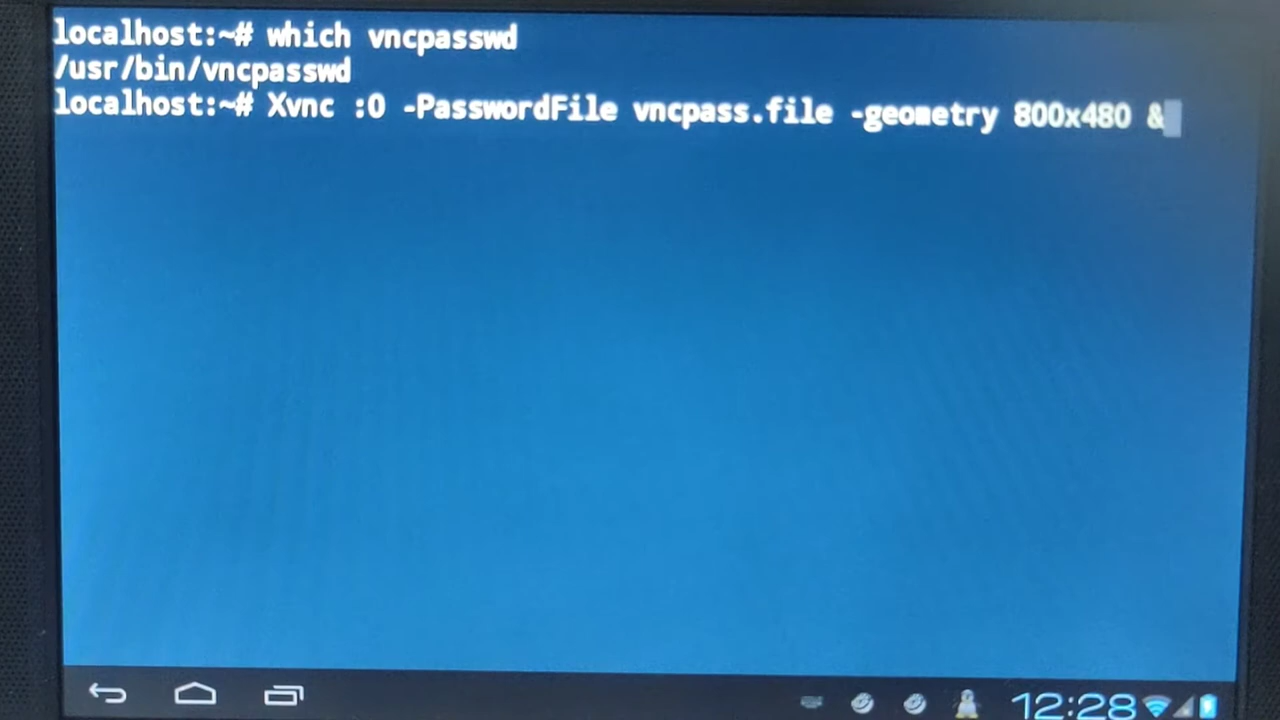 localhost:~# which vncpasswd
/usr/bin/vncpasswd
localhost:~# Xvnc :0 -PasswordFile vncpass.file -geometry 800x480 &
12:28